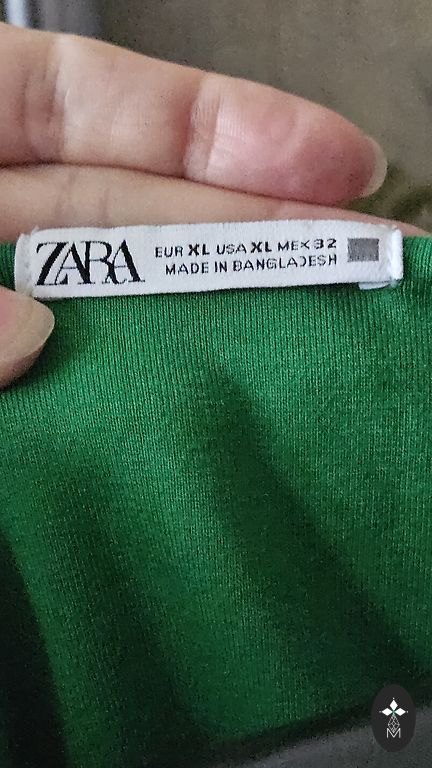 ZARA
EUR XL USA XL MEX 32
MADE IN BANGLADESH
M